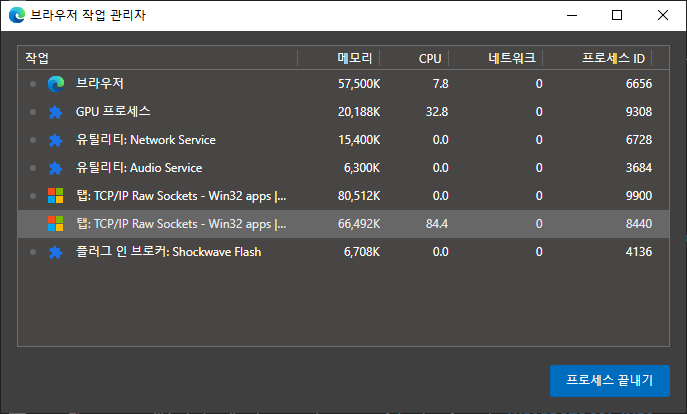 브라우저 작업 관리자
작업 메모리 CPU 네트워크 프로세스 ID
브라우저 57,500K 7.8 0 6656
GPU 프로세스 20,188K 32.8 0 9308
유틸리티: Network Service 15,400K 0.0 0 6728
유틸리티: Audio Service 6,300K 0.0 0 3684
탭: TCP/IP Raw Sockets - Win32 apps |... 80,512K 0.0 0 9900
탭: TCP/IP Raw Sockets - Win32 apps |... 66,492K 84.4 0 8440
플러그 인 브로커: Shockwave Flash 6,708K 0.0 0 4136
프로세스 끝내기